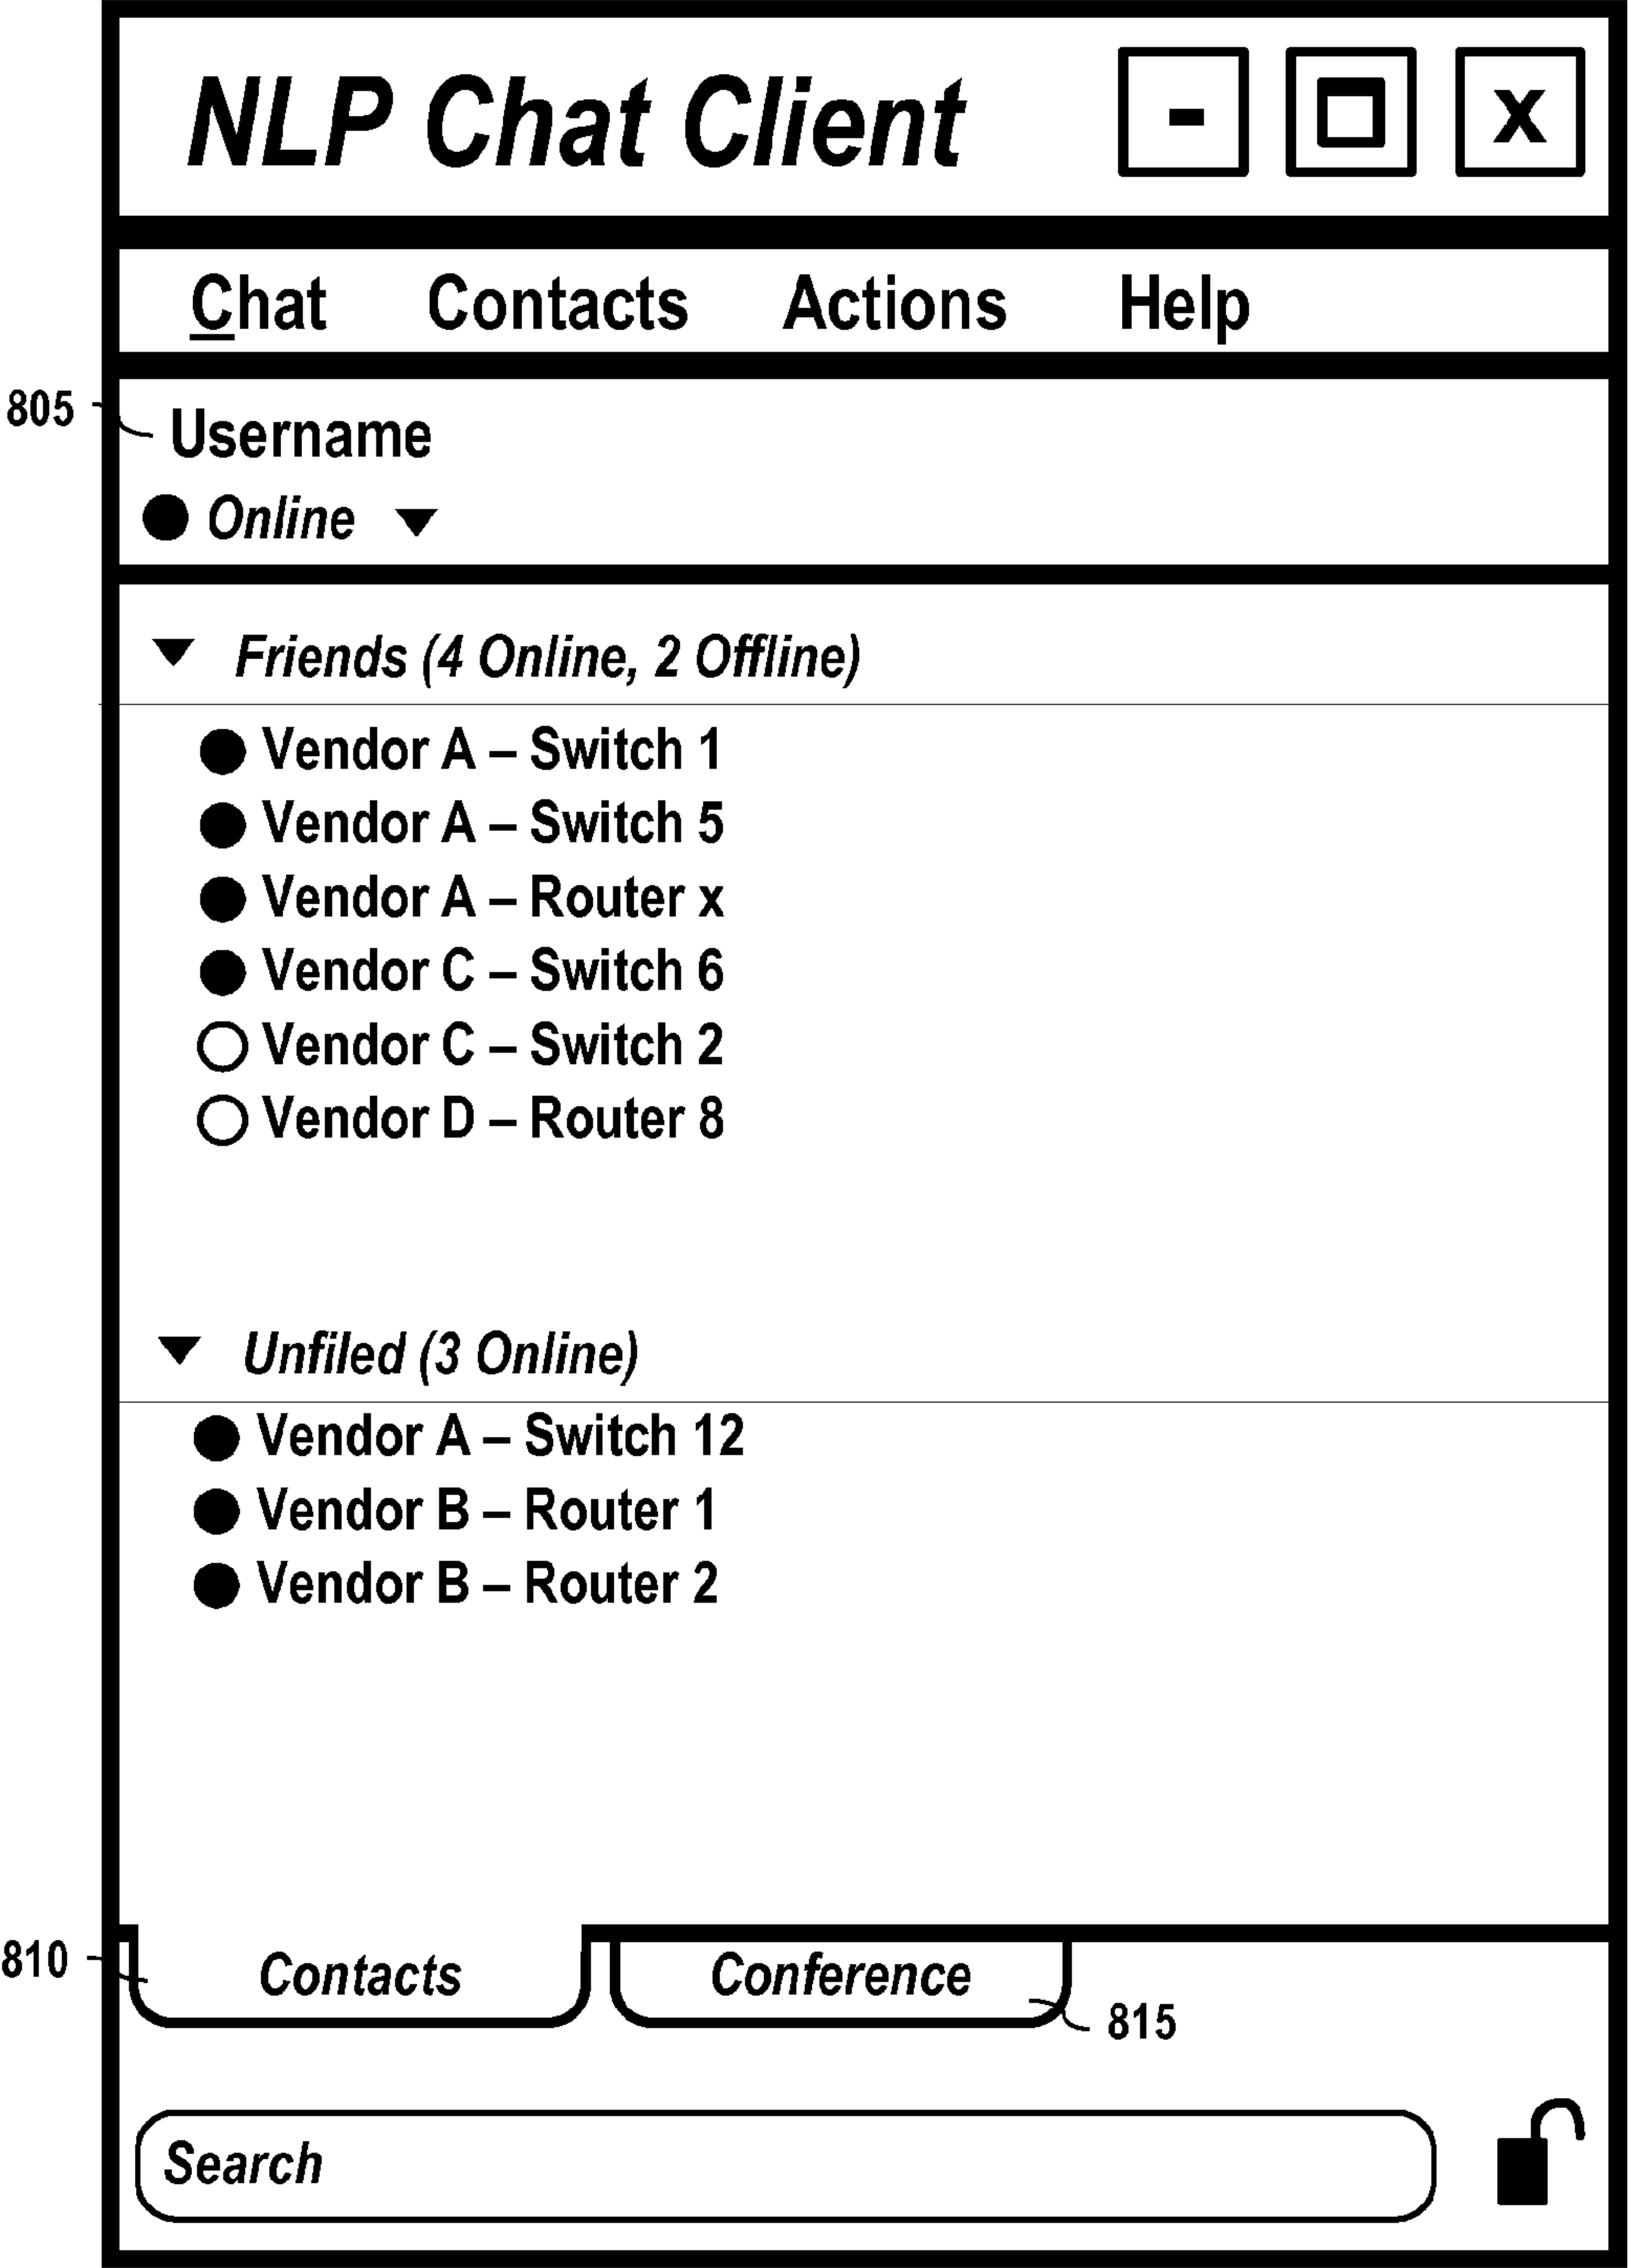 NLP Chat Client - x
Chat Contacts Actions Help
805
Username
Online
Friends (4 Online, 2 Offline)
Vendor A – Switch 1
Vendor A – Switch 5
Vendor A – Router x
Vendor C – Switch 6
Vendor C – Switch 2
Vendor D – Router 8
Unfiled (3 Online)
Vendor A – Switch 12
Vendor B – Router 1
Vendor B – Router 2
810
Contacts Conference
815
Search